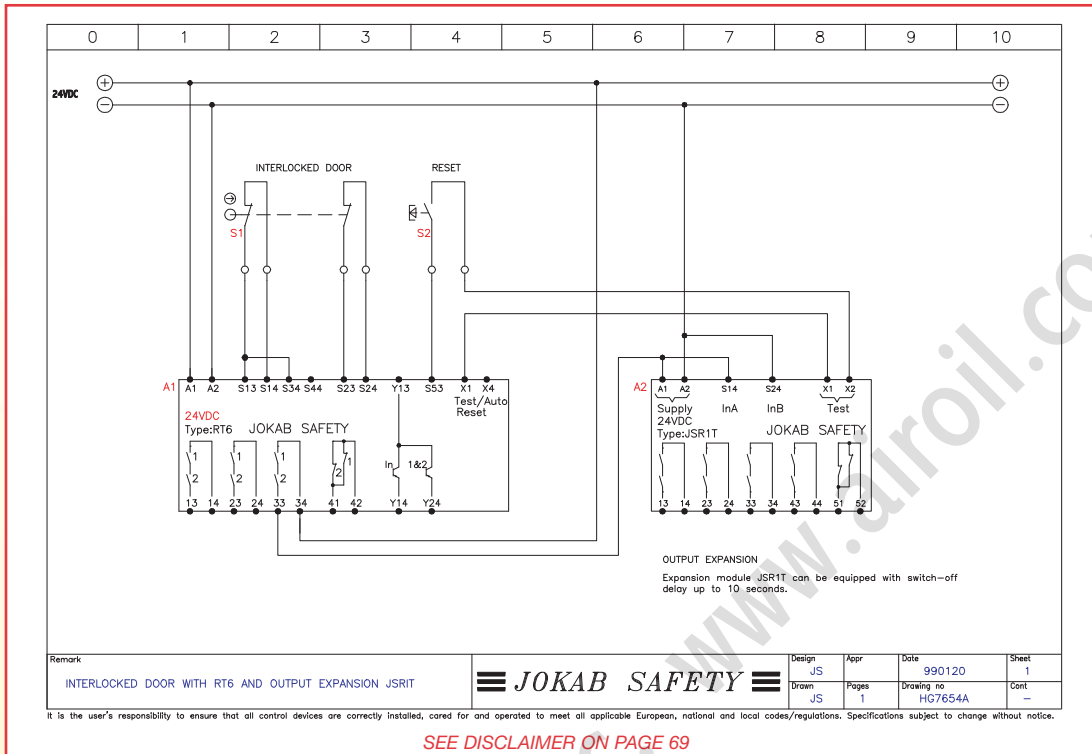 0 1 2 3 4 5 6 7 8 9 10
24VDC
INTERLOCKED DOOR RESET
S1 S2
A1 A1 A2 S13 S14 S34 S44 S23 S24 Y13 S53 X1 X4
Test/Auto
Reset
24VDC
Type:RT6 JOKAB SAFETY
1 1 1 1
2 2 2 2
In 1&2
13 14 23 24 33 34 41 42 Y14 Y24
A2 A1 A2 S14 S24 X1 X2
Supply InA InB Test
24VDC
Type:JSR1T JOKAB SAFETY
13 14 23 24 33 34 43 44 51 52
OUTPUT EXPANSION
Expansion module JSR1T can be equipped with switch-off
delay up to 10 seconds.
www.airoil.co
Remark
INTERLOCKED DOOR WITH RT6 AND OUTPUT EXPANSION JSRIT
JOKAB SAFETY
Design Appr Date Sheet
JS 990120 1
Drawn Pages Drawing no Cont
JS 1 HG7654A –
It is the user's responsibility to ensure that all control devices are correctly installed, cared for and operated to meet all applicable European, national and local codes/regulations. Specifications subject to change without notice.
SEE DISCLAIMER ON PAGE 69